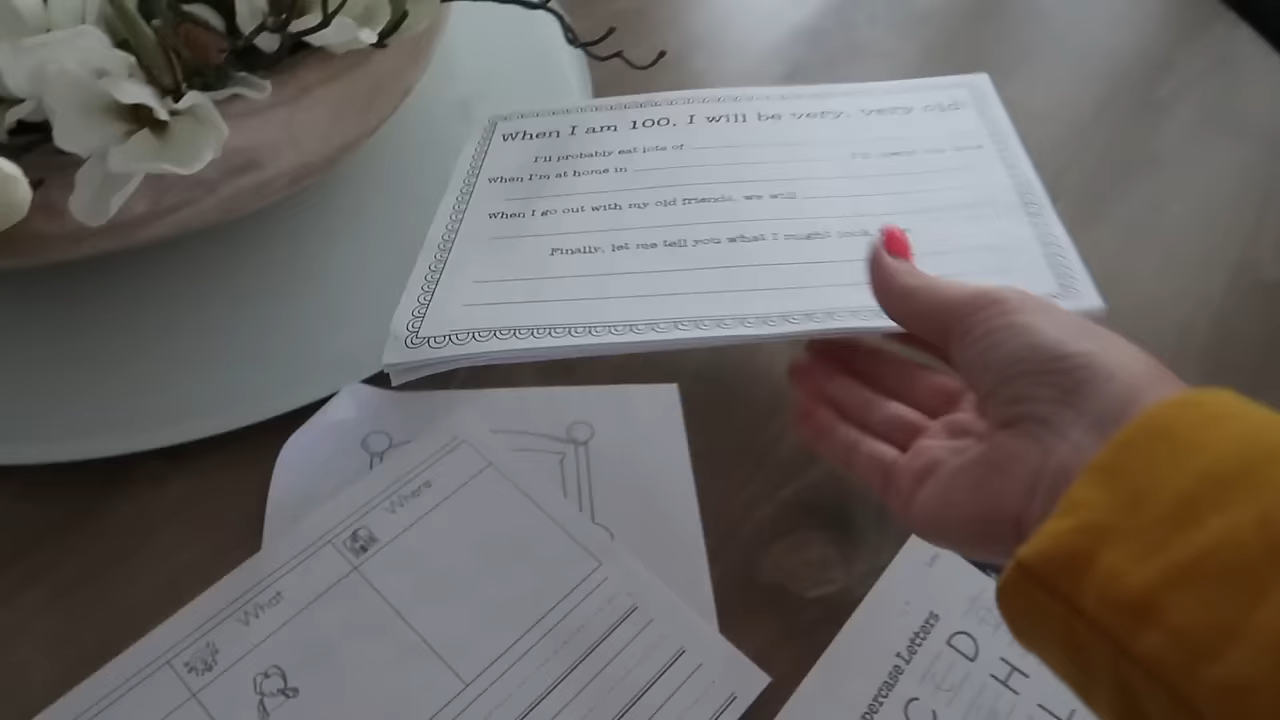 When I am 100, I will be very, very old!
I'll probably eat lots of
When I'm at home in
When I go out with my old friends, we will
Finally, let me tell you what I might look
Where
What
percase Letters
C D
H
L